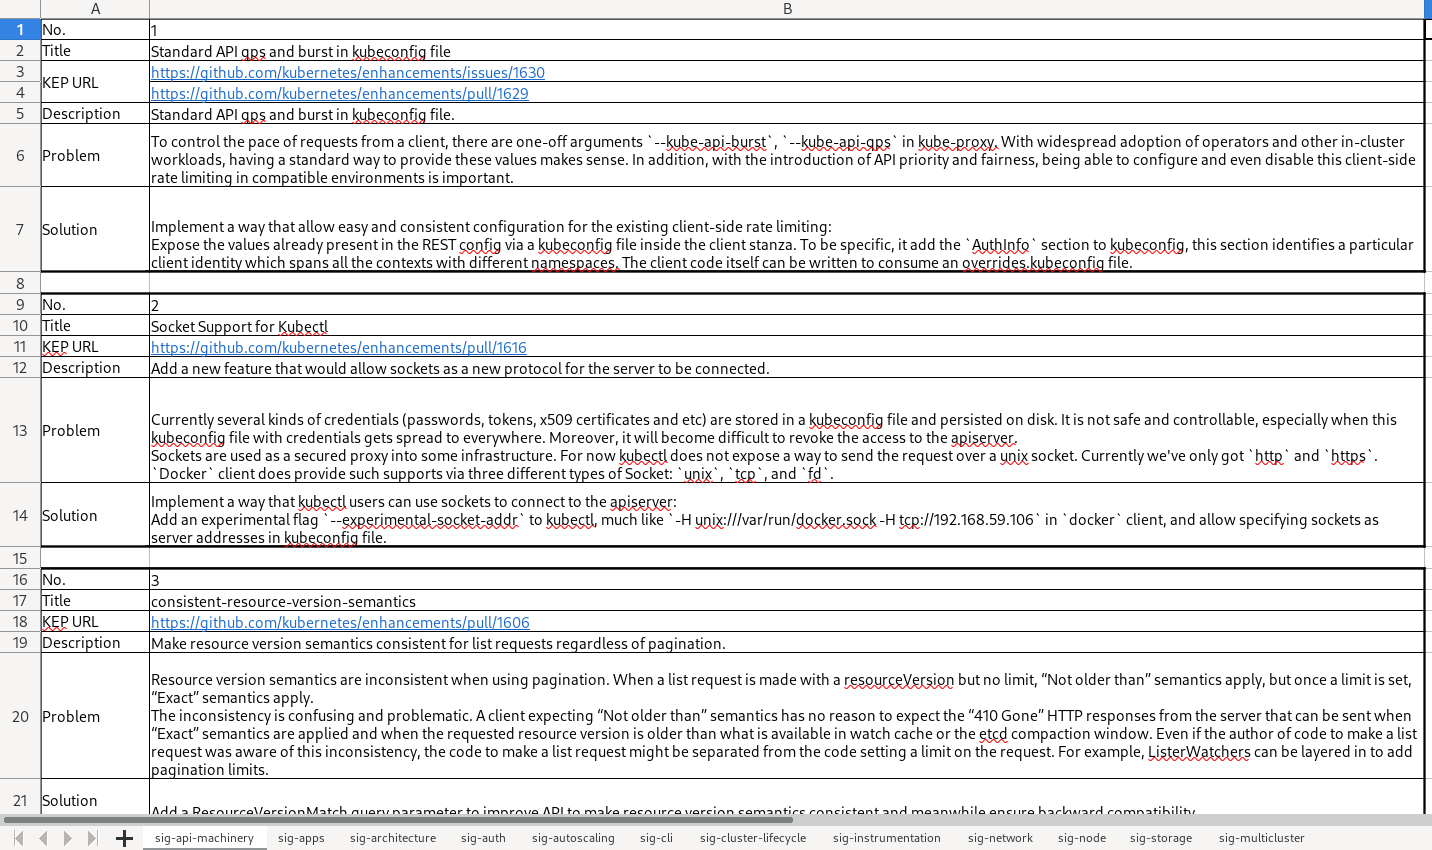 A B
1 No. 1
2 Title Standard API qps and burst in kubeconfig file
3 https://github.com/kubernetes/enhancements/issues/1630
KEP URL
4 https://github.com/kubernetes/enhancements/pull/1629
5 Description Standard API qps and burst in kubeconfig file.
To control the pace of requests from a client, there are one-off arguments `--kube-api-burst`, `--kube-api-qps` in kube-proxy. With widespread adoption of operators and other in-cluster
6 Problem workloads, having a standard way to provide these values makes sense. In addition, with the introduction of API priority and fairness, being able to configure and even disable this client-side
rate limiting in compatible environments is important.
Implement a way that allow easy and consistent configuration for the existing client-side rate limiting:
7 Solution Expose the values already present in the REST config via a kubeconfig file inside the client stanza. To be specific, it add the `AuthInfo` section to kubeconfig, this section identifies a particular
client identity which spans all the contexts with different namespaces. The client code itself can be written to consume an overrides.kubeconfig file.
8
9 No. 2
10 Title Socket Support for Kubectl
11 KEP URL https://github.com/kubernetes/enhancements/pull/1616
12 Description Add a new feature that would allow sockets as a new protocol for the server to be connected.
Currently several kinds of credentials (passwords, tokens, x509 certificates and etc) are stored in a kubeconfig file and persisted on disk. It is not safe and controllable, especially when this
13 Problem kubeconfig file with credentials gets spread to everywhere. Moreover, it will become difficult to revoke the access to the apiserver.
Sockets are used as a secured proxy into some infrastructure. For now kubectl does not expose a way to send the request over a unix socket. Currently we've only got `http` and `https`.
`Docker` client does provide such supports via three different types of Socket: `unix`, `tcp`, and `fd`.
Implement a way that kubectl users can use sockets to connect to the apiserver:
14 Solution Add an experimental flag `--experimental-socket-addr` to kubectl, much like `-H unix:///var/run/docker.sock -H tcp://192.168.59.106` in `docker` client, and allow specifying sockets as
server addresses in kubeconfig file.
15
16 No. 3
17 Title consistent-resource-version-semantics
18 KEP URL https://github.com/kubernetes/enhancements/pull/1606
19 Description Make resource version semantics consistent for list requests regardless of pagination.
Resource version semantics are inconsistent when using pagination. When a list request is made with a resourceVersion but no limit, “Not older than” semantics apply, but once a limit is set,
“Exact” semantics apply.
20 Problem The inconsistency is confusing and problematic. A client expecting “Not older than” semantics has no reason to expect the “410 Gone” HTTP responses from the server that can be sent when
“Exact” semantics are applied and when the requested resource version is older than what is available in watch cache or the etcd compaction window. Even if the author of code to make a list
request was aware of this inconsistency, the code to make a list request might be separated from the code setting a limit on the request. For example, ListerWatchers can be layered in to add
pagination limits.
21 Solution
Add a ResourceVersionMatch query parameter to improve API to make resource version semantics consistent and meanwhile ensure backward compatibility.
sig-api-machinery sig-apps sig-architecture sig-auth sig-autoscaling sig-cli sig-cluster-lifecycle sig-instrumentation sig-network sig-node sig-storage sig-multicluster